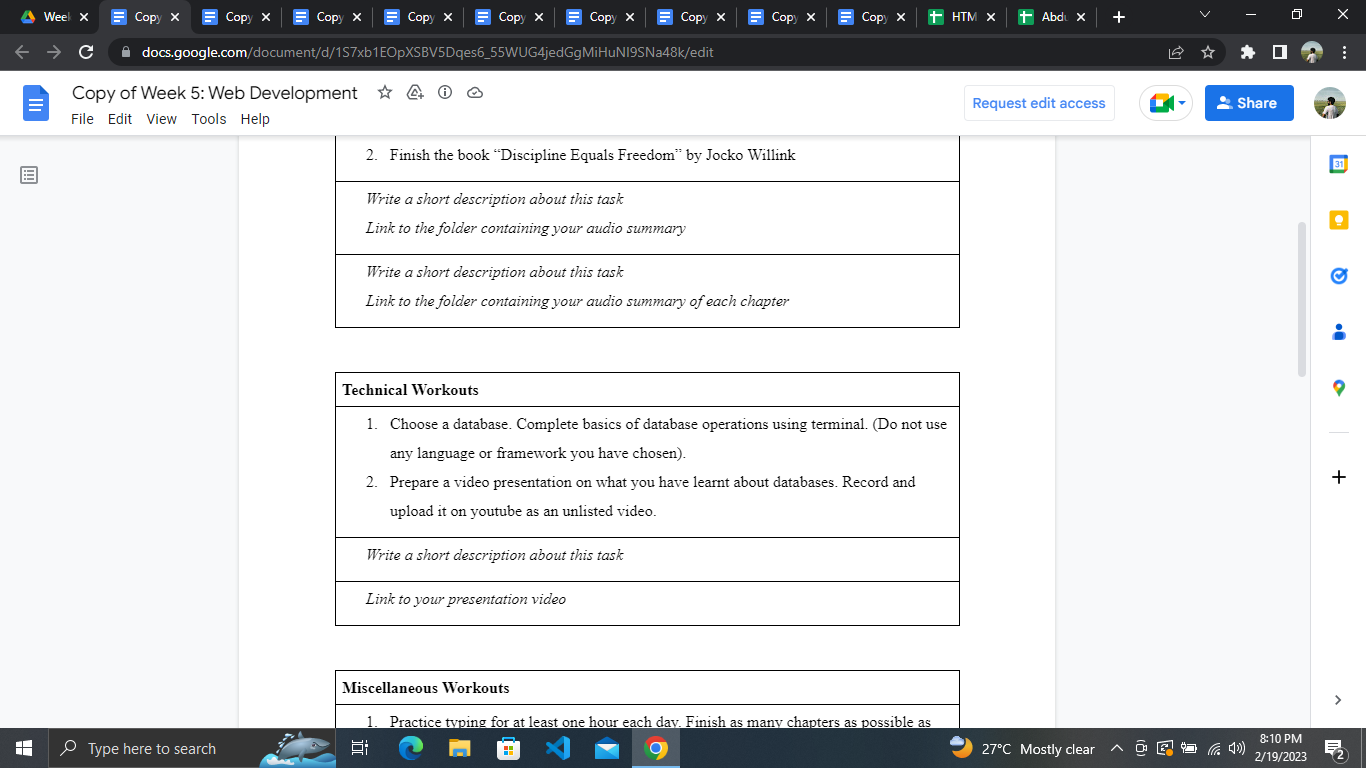 Week
Copy
Copy
Copy
Copy
Copy
Copy
Copy
Copy
Copy
HTM
Abdu
docs.google.com/document/d/1S7xb1EOpXSBV5Dqes6_55WUG4jedGgMiHuNI9SNa48k/edit
Copy of Week 5: Web Development
File Edit View Tools Help
Request edit access
Share
31
2. Finish the book “Discipline Equals Freedom” by Jocko Willink
Write a short description about this task
Link to the folder containing your audio summary
Write a short description about this task
Link to the folder containing your audio summary of each chapter
Technical Workouts
1. Choose a database. Complete basics of database operations using terminal. (Do not use
any language or framework you have chosen).
2. Prepare a video presentation on what you have learnt about databases. Record and
upload it on youtube as an unlisted video.
Write a short description about this task
Link to your presentation video
Miscellaneous Workouts
1. Practice typing for at least one hour each day. Finish as many chapters as possible as
Type here to search
27°C Mostly clear
8:10 PM
2/19/2023
2